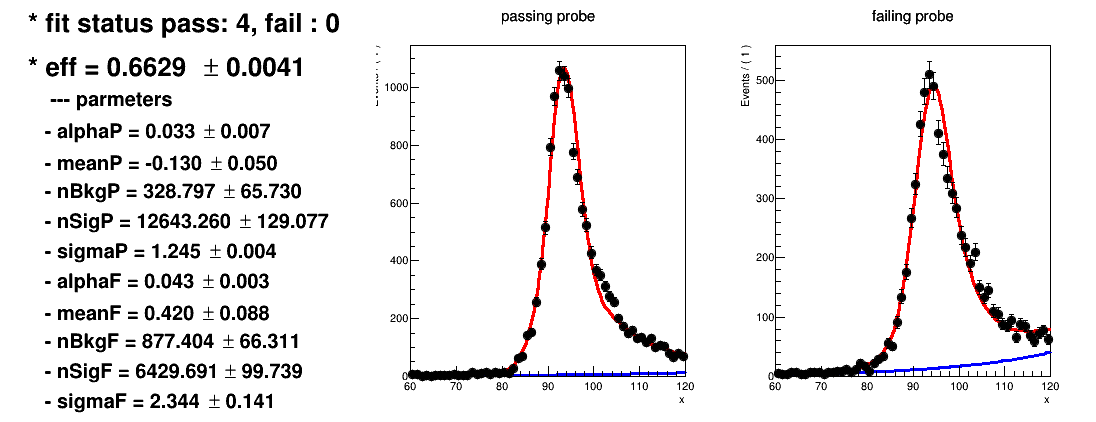 * fit status pass: 4, fail : 0
* eff = 0.6629 ± 0.0041
--- parmeters
- alphaP = 0.033 ± 0.007
- meanP = -0.130 ± 0.050
- nBkgP = 328.797 ± 65.730
- nSigP = 12643.260 ± 129.077
- sigmaP = 1.245 ± 0.004
- alphaF = 0.043 ± 0.003
- meanF = 0.420 ± 0.088
- nBkgF = 877.404 ± 66.311
- nSigF = 6429.691 ± 99.739
- sigmaF = 2.344 ± 0.141
passing probe
1000
800
600
400
200
0
60 70 80 90 100 110 120
x
failing probe
Events / ( 1 )
500
400
300
200
100
0
60 70 80 90 100 110 120
x